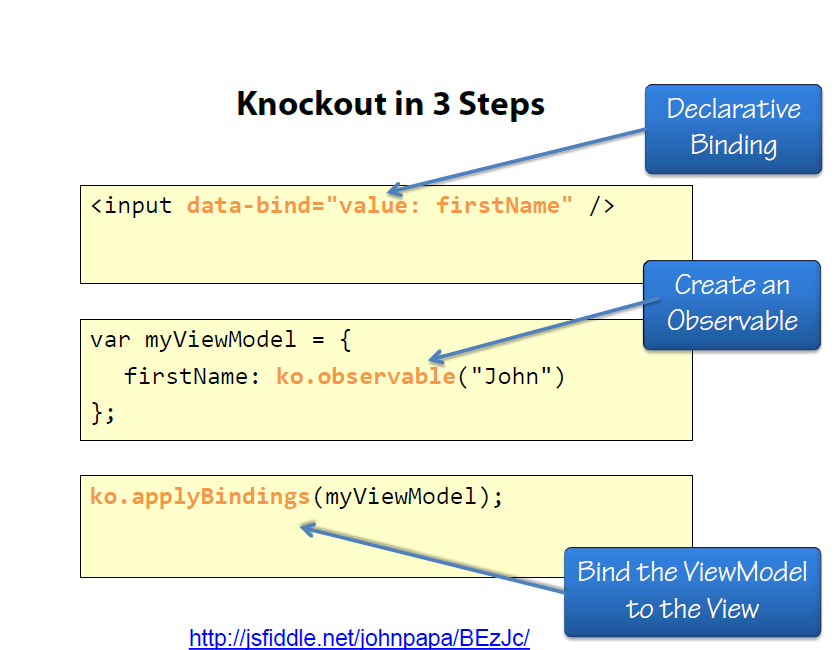 Knockout in 3 Steps
Declarative
Binding
<input data-bind="value: firstName" />
Create an
Observable
var myViewModel = {
firstName: ko.observable("John")
};
ko.applyBindings(myViewModel);
Bind the ViewModel
to the View
http://jsfiddle.net/johnpapa/BEzJc/